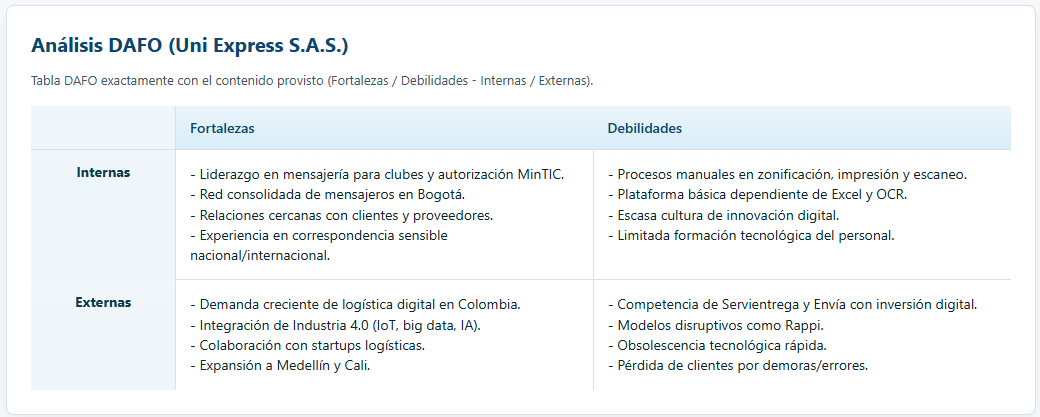 Análisis DAFO (Uni Express S.A.S.)
Tabla DAFO exactamente con el contenido provisto (Fortalezas / Debilidades - Internas / Externas).
Fortalezas
Debilidades
Internas
- Liderazgo en mensajería para clubes y autorización MinTIC.
- Red consolidada de mensajeros en Bogotá.
- Relaciones cercanas con clientes y proveedores.
- Experiencia en correspondencia sensible
nacional/internacional.
- Procesos manuales en zonificación, impresión y escaneo.
- Plataforma básica dependiente de Excel y OCR.
- Escasa cultura de innovación digital.
- Limitada formación tecnológica del personal.
Externas
- Demanda creciente de logística digital en Colombia.
- Integración de Industria 4.0 (IoT, big data, IA).
- Colaboración con startups logísticas.
- Expansión a Medellín y Cali.
- Competencia de Servientrega y Envía con inversión digital.
- Modelos disruptivos como Rappi.
- Obsolescencia tecnológica rápida.
- Pérdida de clientes por demoras/errores.